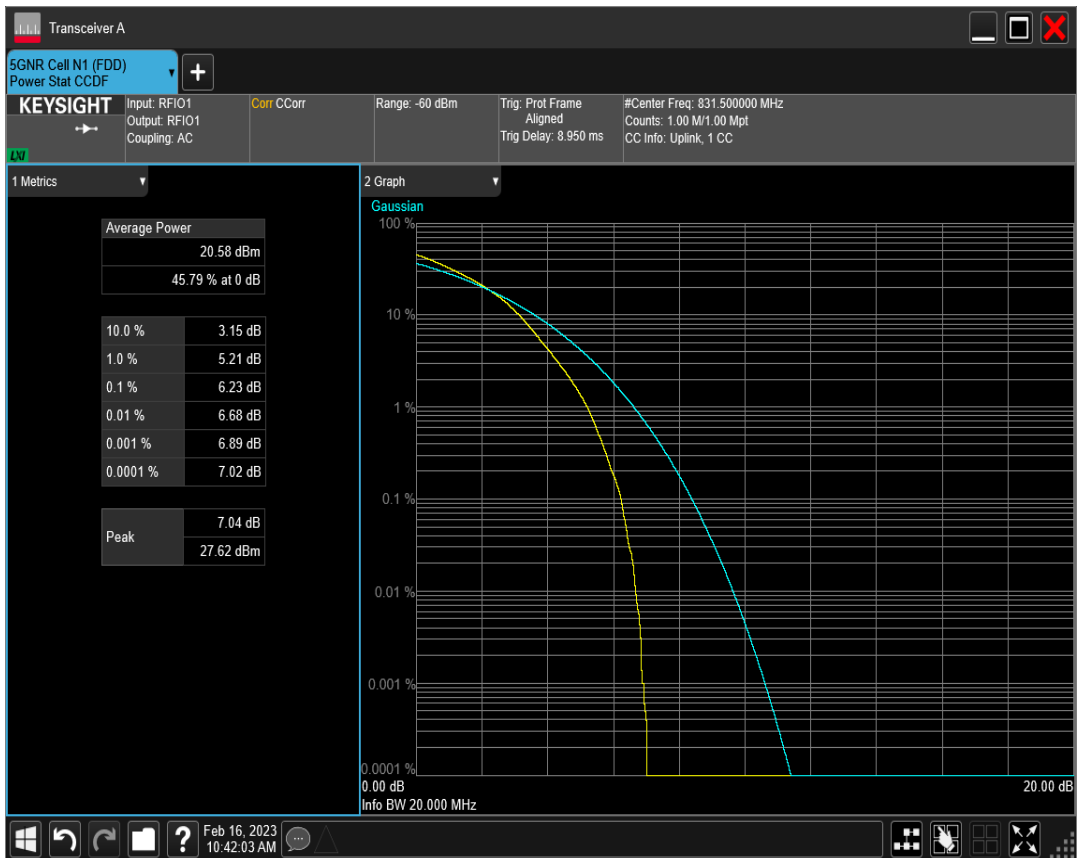 Transceiver A
5GNR Cell N1 (FDD)
Power Stat CCDF
+
KEYSIGHT
LXI
Input: RFIO1
Output: RFIO1
Coupling: AC
Corr CCorr
Range: -60 dBm
Trig: Prot Frame
Aligned
Trig Delay: 8.950 ms
#Center Freq: 831.500000 MHz
Counts: 1.00 M/1.00 Mpt
CC Info: Uplink, 1 CC
1 Metrics
Average Power
20.58 dBm
45.79 % at 0 dB
10.0 % 3.15 dB
1.0 % 5.21 dB
0.1 % 6.23 dB
0.01 % 6.68 dB
0.001 % 6.89 dB
0.0001 % 7.02 dB
Peak 7.04 dB
27.62 dBm
2 Graph
Gaussian
100 %
10 %
1 %
0.1 %
0.01 %
0.001 %
0.0001 %
0.00 dB 20.00 dB
Info BW 20.000 MHz
? Feb 16, 2023
10:42:03 AM